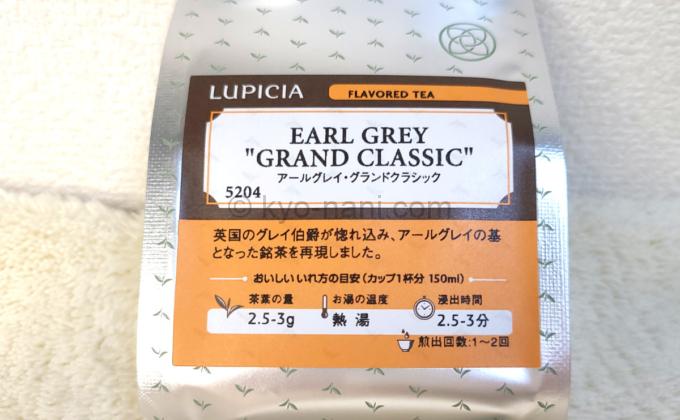 LUPICIA
FLAVORED TEA
EARL GREY
"GRAND CLASSIC"
アールグレイ・グランドクラシック
5204
© kyo-nani.com
英国のグレイ伯爵が惚れ込み、アールグレイの基
となった銘茶を再現しました。
おいしいいれ方の目安(カップ1杯分 150ml)
茶葉の量
2.5-3g
お湯の温度
熱湯
浸出時間
2.5-3分
煎出回数:1〜2回